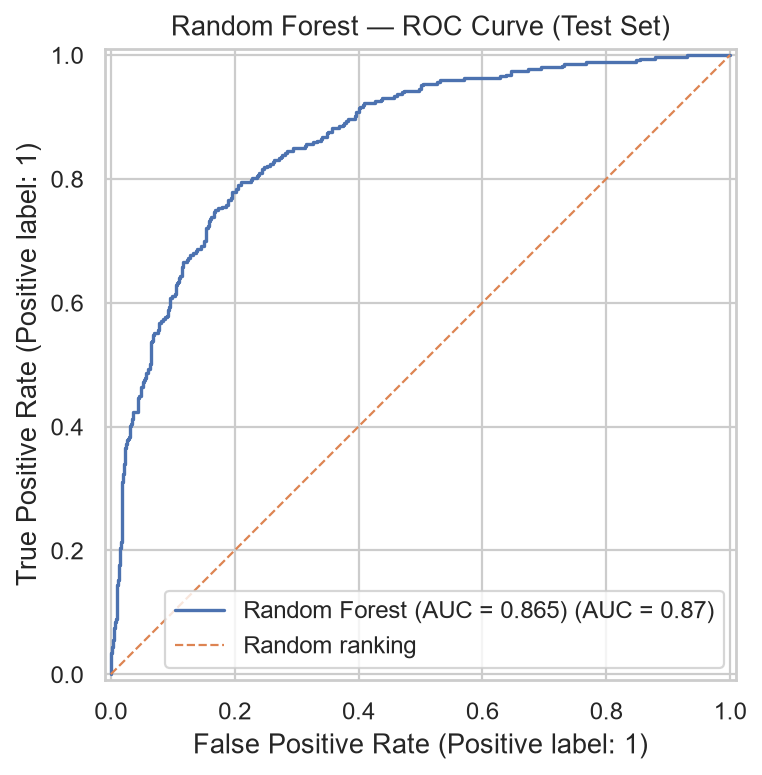 Random Forest — ROC Curve (Test Set)
True Positive Rate (Positive label: 1)
1.0
0.8
0.6
0.4
0.2
0.0
Random Forest (AUC = 0.865) (AUC = 0.87)
Random ranking
0.0 0.2 0.4 0.6 0.8 1.0
False Positive Rate (Positive label: 1)